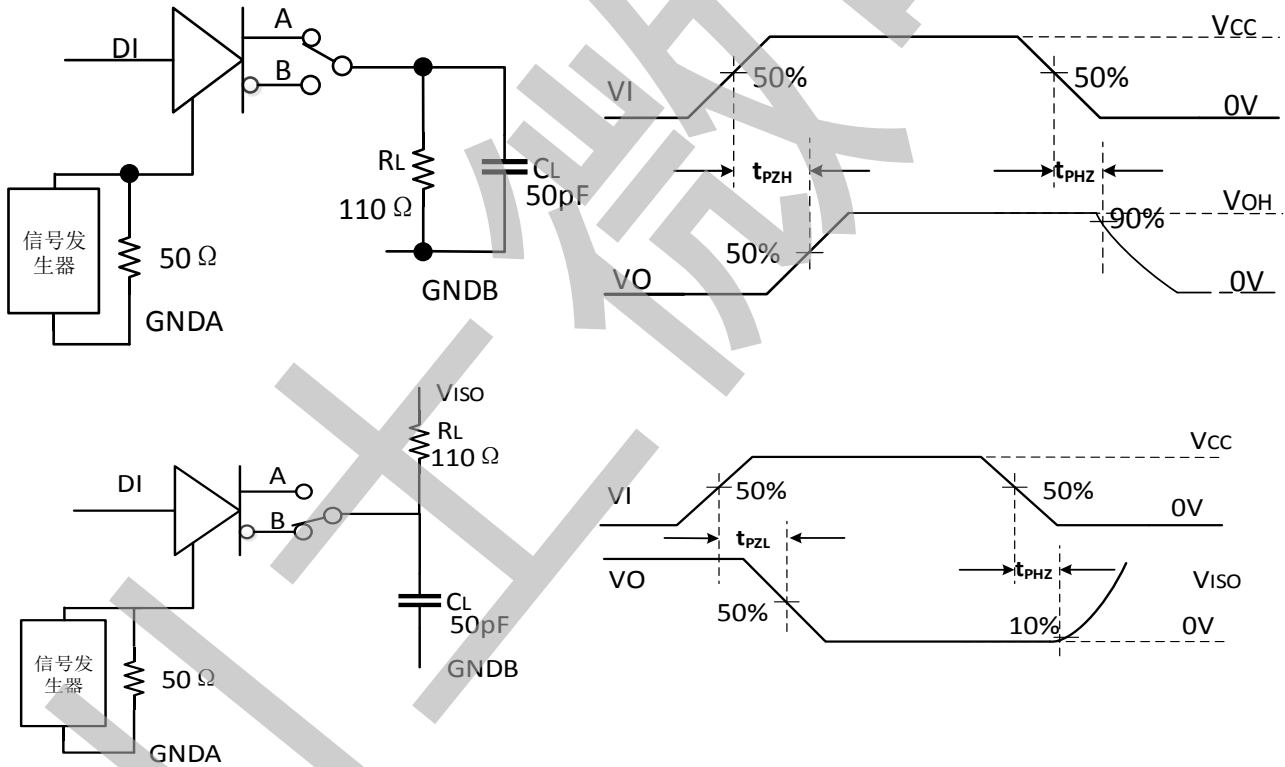 A
DI
B
RL
110 Ω
CL
50pF
信号发
生器
50 Ω
GNDA
GNDB
VCC
50%
50%
VI
0V
tPZH
tPHZ
VOH
90%
50%
VO
0V
VISO
RL
110 Ω
DI
A
B
CL
50pF
信号发
生器
50 Ω
GNDB
GNDA
VCC
50%
50%
VI
0V
tPZL
VO
tPHZ
VISO
50%
10%
0V